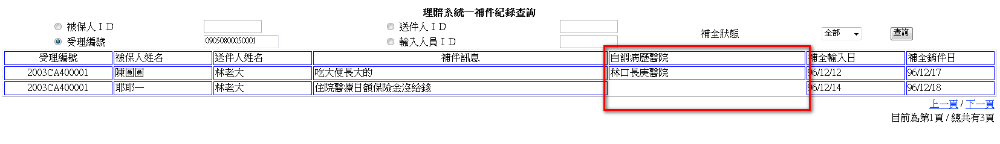 理賠系統—補件紀錄查詢
被保人ＩＤ 送件人ＩＤ
補全狀態 全部 查詢
受理編號 09050800050001 輸入人員ＩＤ
受理編號 被保人姓名 送件人姓名 補件訊息 自調病歷醫院 補全輸入日 補全銷件日
2003CA400001 陳圓圓 林老大 吃大便長大的 林口長庚醫院 96/12/12 96/12/17
2003CA400001 耶耶一 林老大 住院醫療日額保險金沒給錢 96/12/14 96/12/18
上一頁 / 下一頁
目前為第1頁 / 總共有3頁